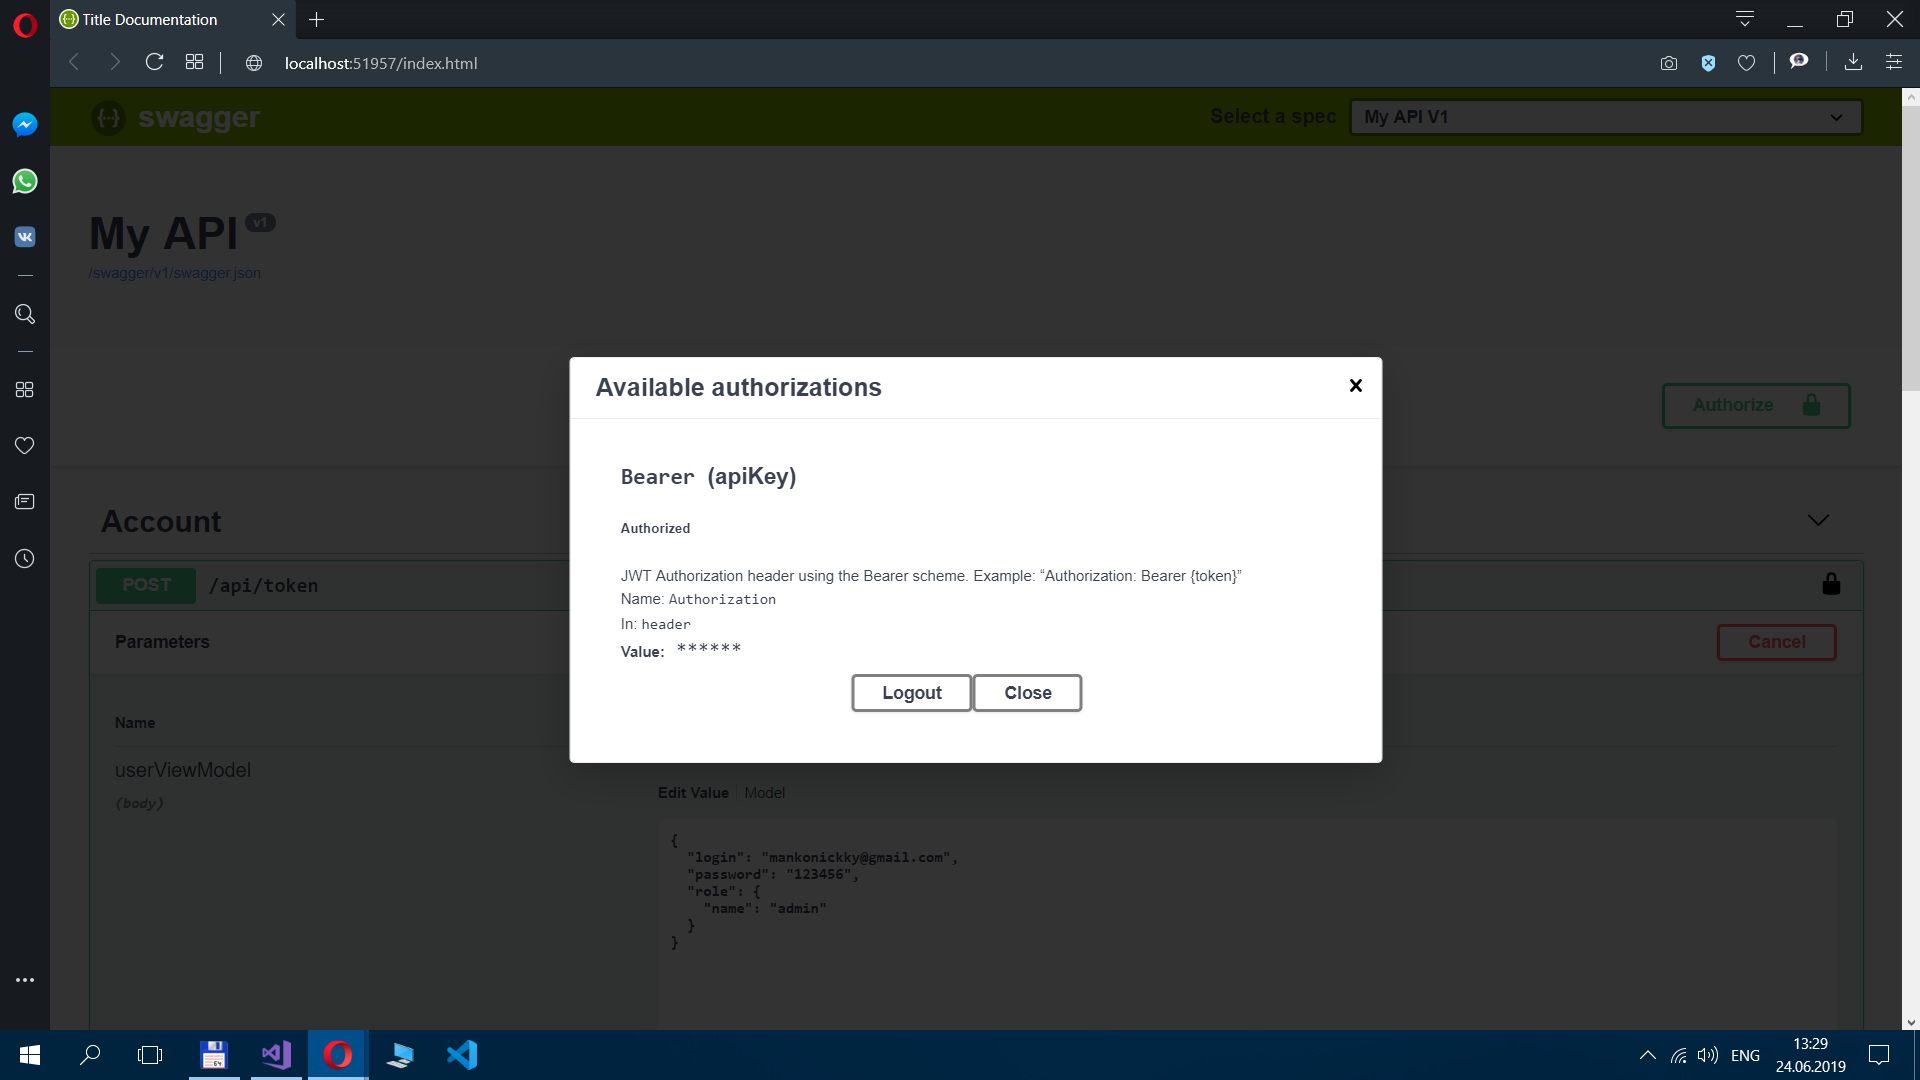 Title Documentation
localhost:51957/index.html
swagger
Select a spec
My API V1
My API v1
/swagger/v1/swagger.json
Available authorizations
Authorize
Bearer (apiKey)
Authorized
JWT Authorization header using the Bearer scheme. Example: “Authorization: Bearer {token}”
Name: Authorization
In: header
Value: ******
Logout
Close
Account
POST /api/token
Parameters
Cancel
Name
userViewModel
(body)
Edit Value
Model
{
"login": "mankonickky@gmail.com",
"password": "123456",
"role": {
"name": "admin"
}
}
64
ENG
13:29
24.06.2019